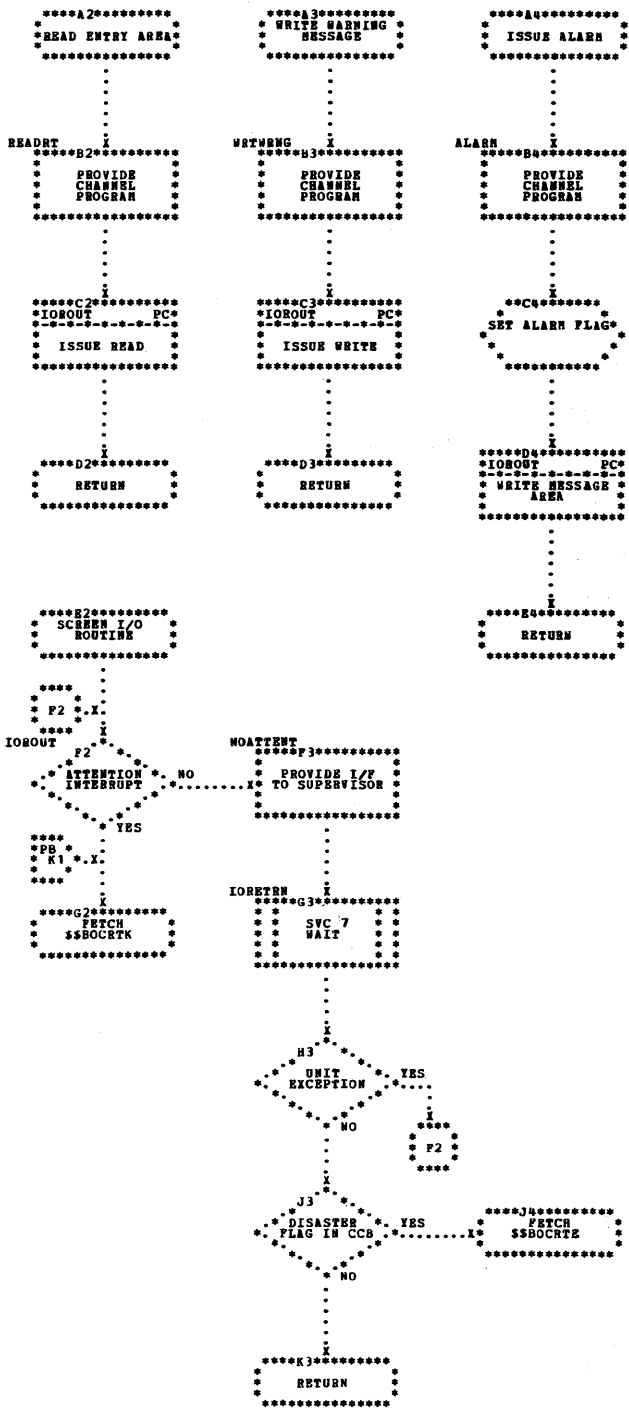 A2
READ ENTRY AREA
READRT
B2
PROVIDE
CHANNEL
PROGRAM
C2
IOROUT PC
ISSUE READ
D2
RETURN
A3
WRITE WARNING
MESSAGE
WRTWRNG
B3
PROVIDE
CHANNEL
PROGRAM
C3
IOROUT PC
ISSUE WRITE
D3
RETURN
A4
ISSUE ALARM
ALARM
B4
PROVIDE
CHANNEL
PROGRAM
C4
SET ALARM FLAG
D4
IOROUT PC
WRITE MESSAGE
AREA
E4
RETURN
E2
SCREEN I/O
ROUTINE
F2
IOROUT
F2
ATTENTION
INTERRUPT
NO
YES
PB
K1
G2
FETCH
$$BOCRTK
NOATTENT
F3
PROVIDE I/F
TO SUPERVISOR
IORETRN
G3
SVC 7
WAIT
H3
UNIT
EXCEPTION
YES
NO
F2
J3
DISASTER
FLAG IN CCB
YES
NO
J4
FETCH
$$BOCRTE
K3
RETURN